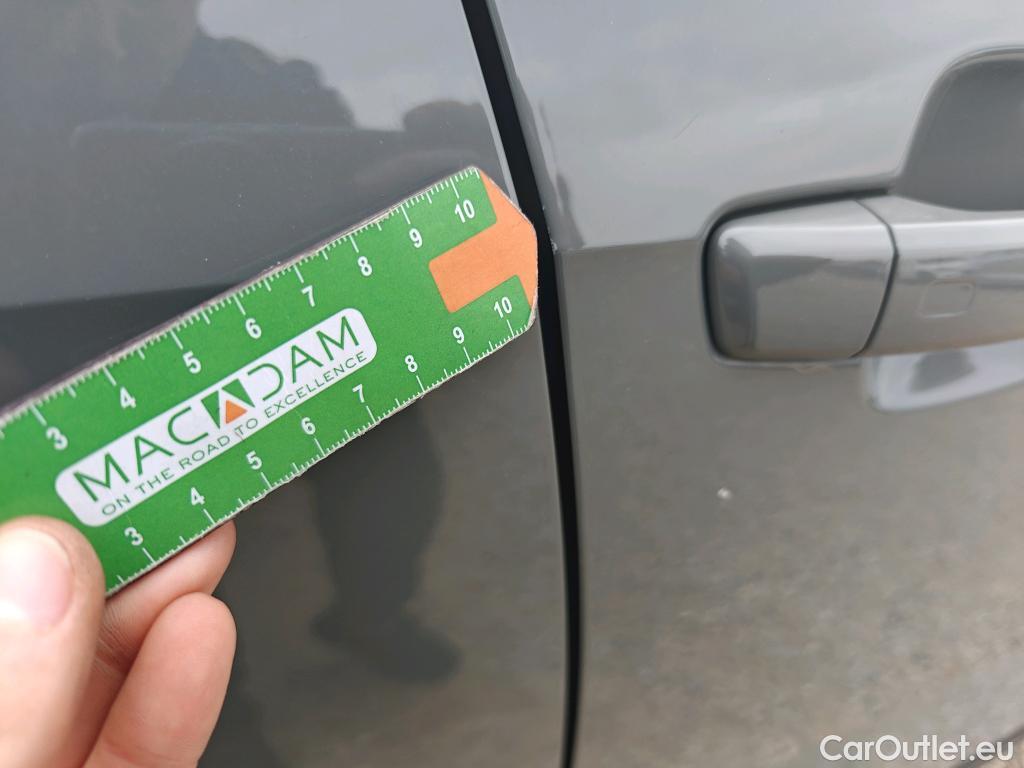 3 4 5 6 7 8 9 10
MACADAM
ON THE ROAD TO EXCELLENCE
3 4 5 6 7 8 9 10
CarOutlet.eu